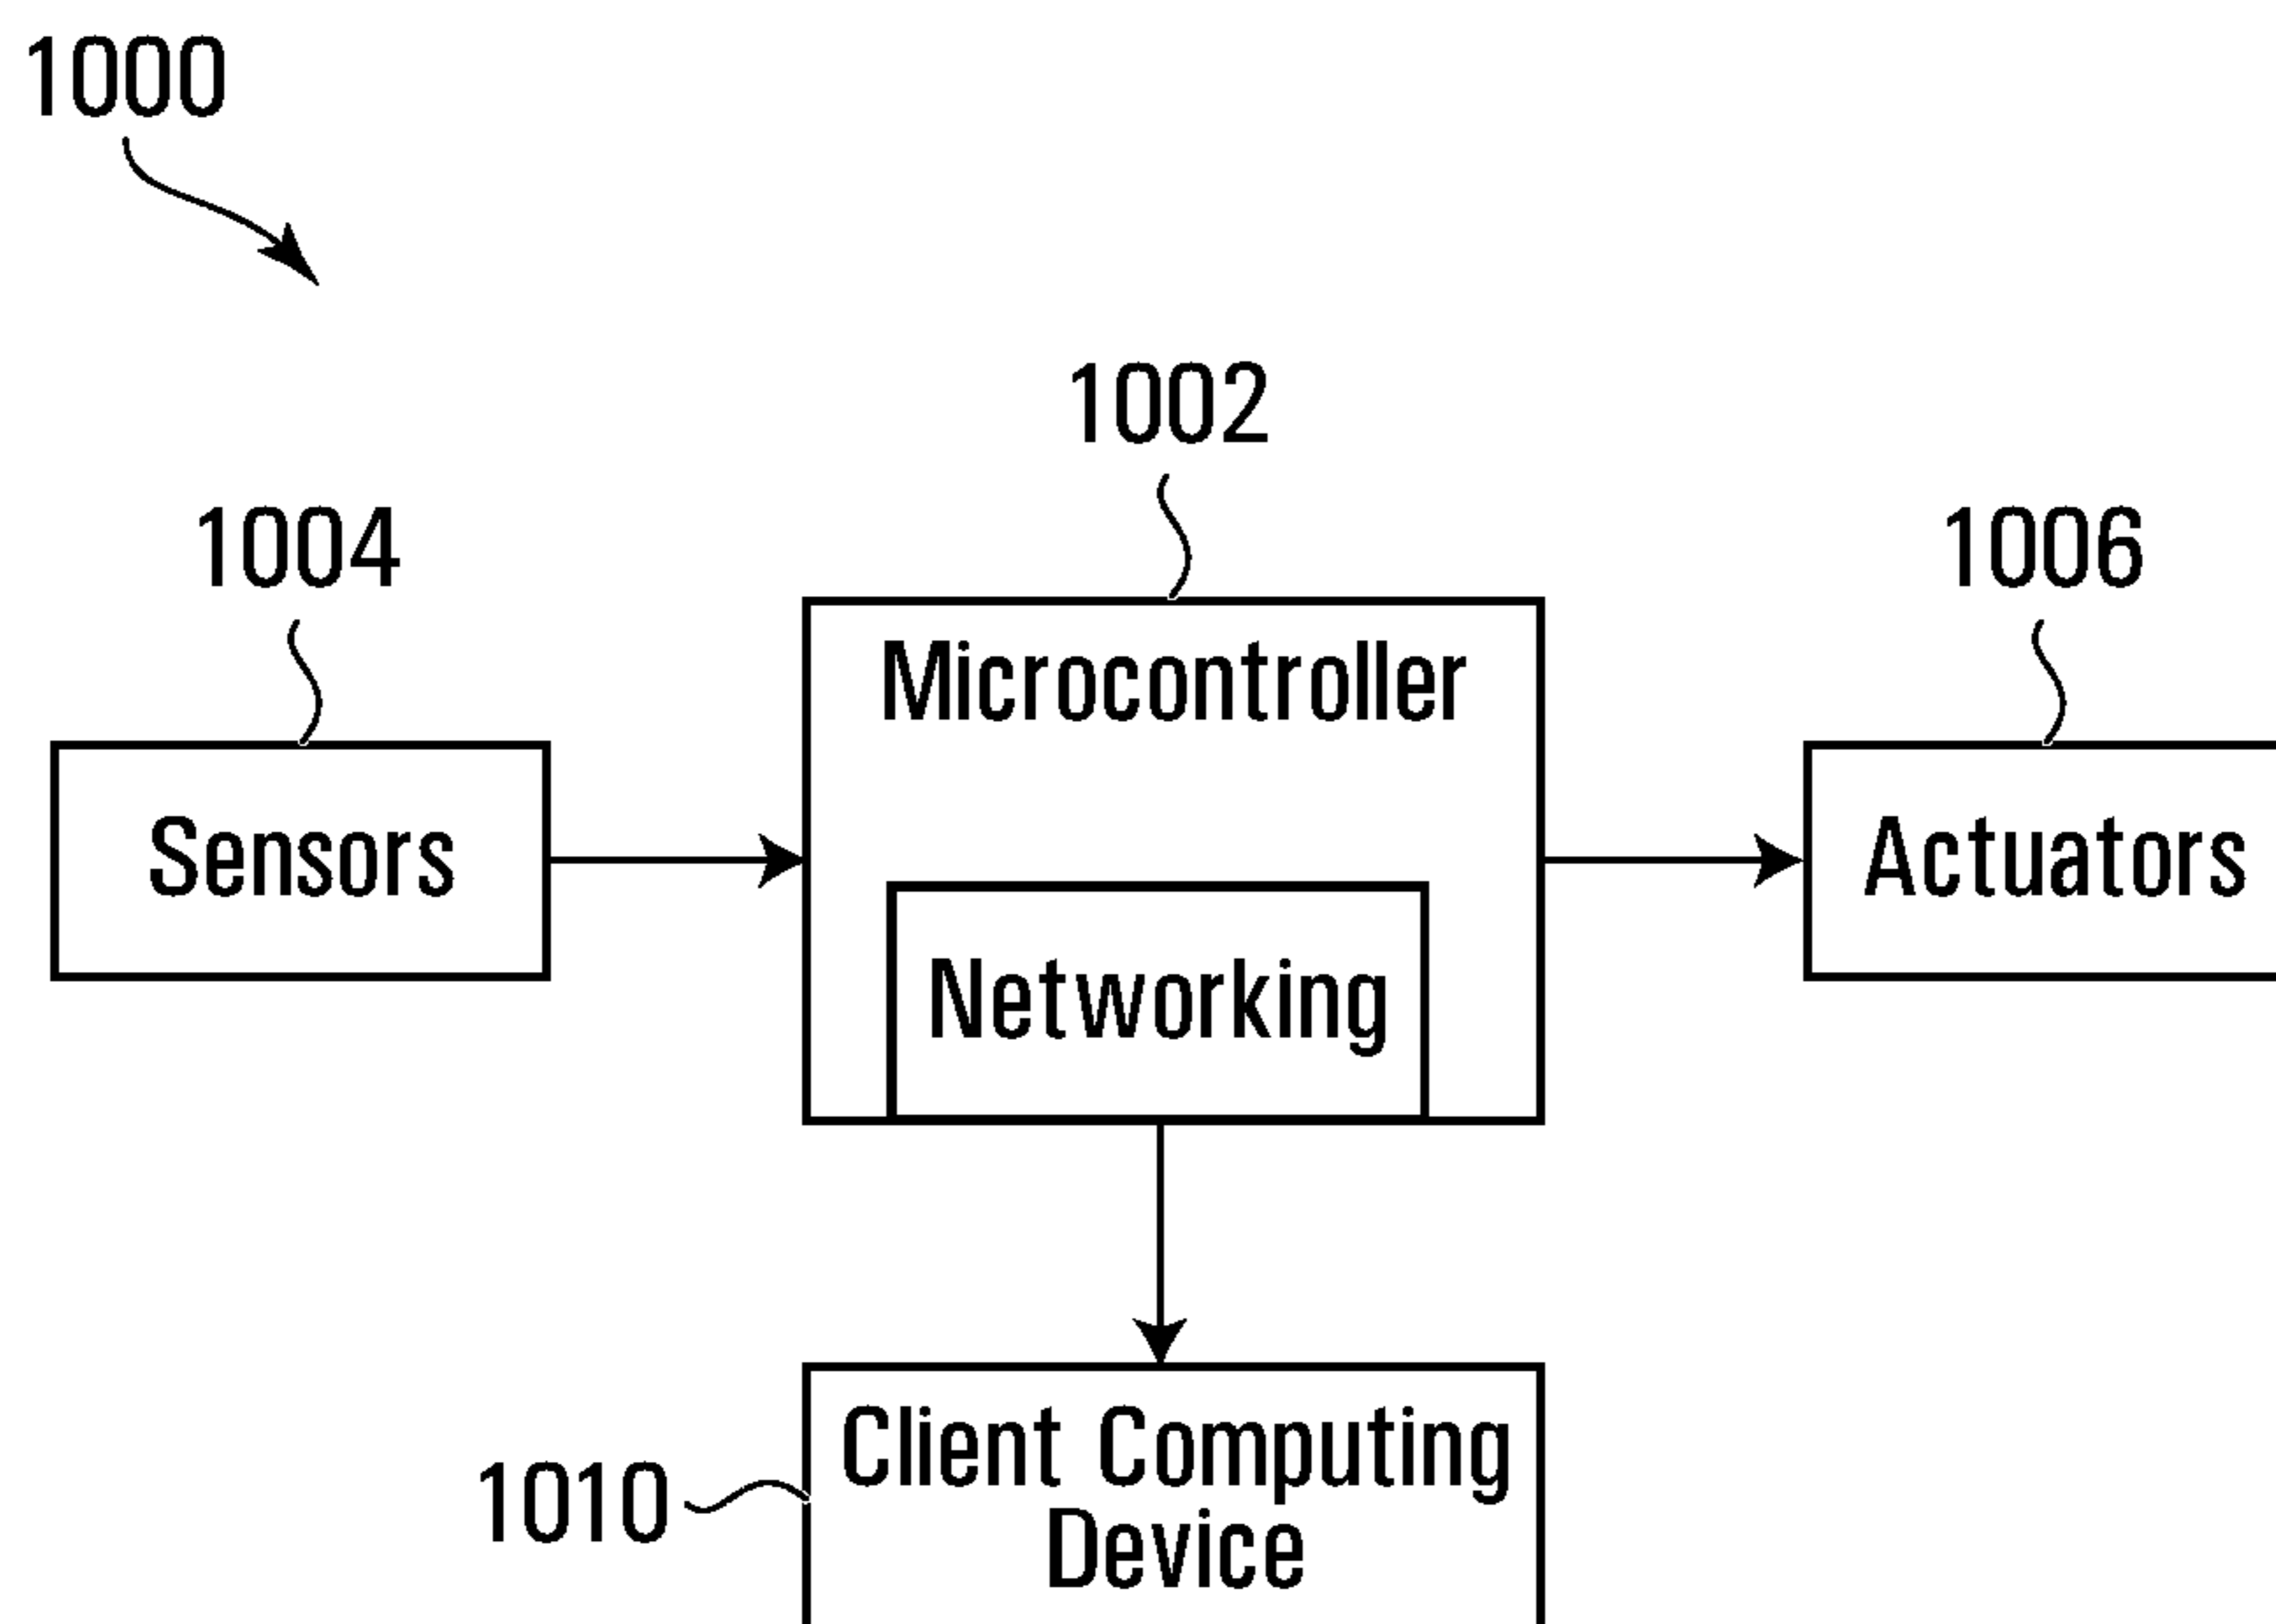 1000
1002
1004
1006
Microcontroller
Sensors
Actuators
Networking
Client Computing
1010
Device